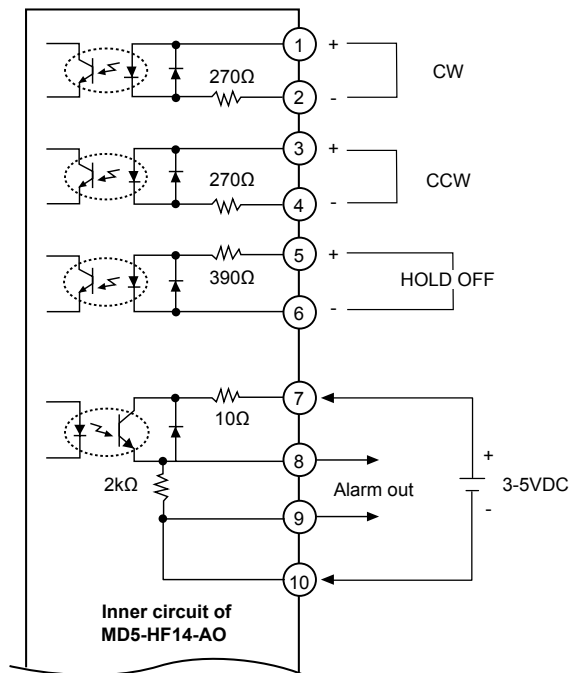 1
+
CW
270Ω
2
-
3
+
CCW
270Ω
4
-
5
+
390Ω
HOLD OFF
6
-
7
10Ω
+
8
2kΩ
Alarm out
3-5VDC
-
9
10
Inner circuit of
MD5-HF14-AO